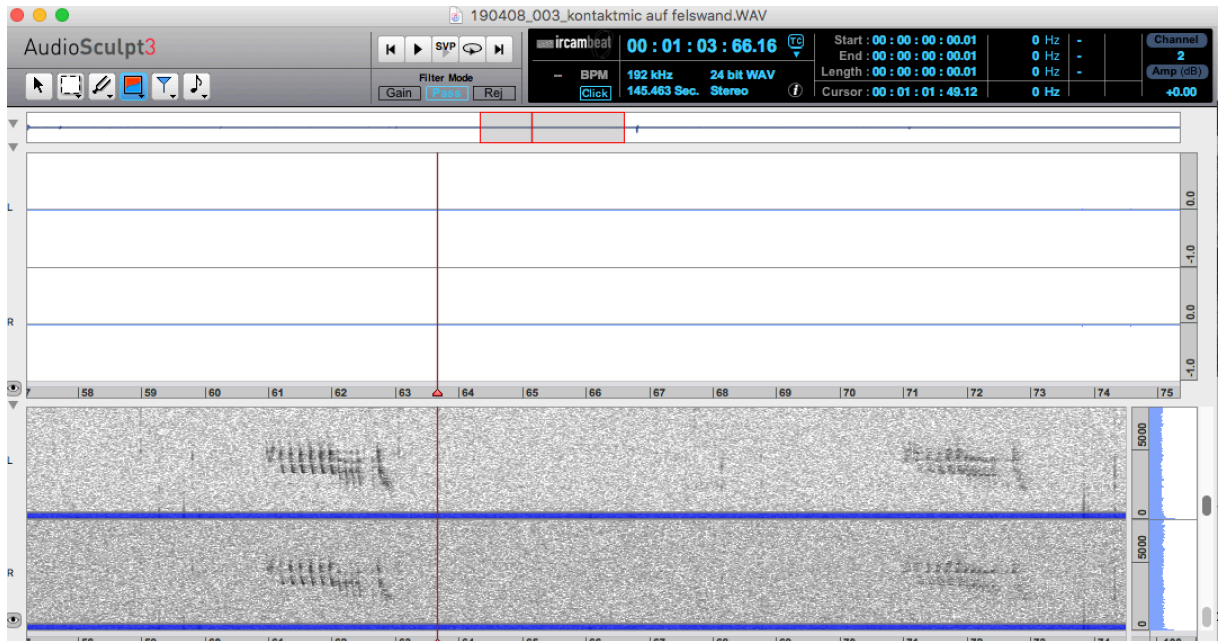 190408_003_kontaktmic auf felswand.WAV
AudioSculpt3
SVP
Filter Mode
Gain Pass Rej
ircambeat 00 : 01 : 03 : 66.16 TC
– BPM 192 kHz 24 bit WAV
Click 145.463 Sec. Stereo i
Start : 00 : 00 : 00 : 00.01 0 Hz -
End : 00 : 00 : 00 : 00.01 0 Hz -
Length : 00 : 00 : 00 : 00.01 0 Hz -
Cursor : 00 : 01 : 01 : 49.12 0 Hz
Channel
2
Amp (dB)
+0.00
L
0.0
-1.0
R
0.0
-1.0
58 59 60 61 62 63 64 65 66 67 68 69 70 71 72 73 74 75
L
5000
0
R
5000
0